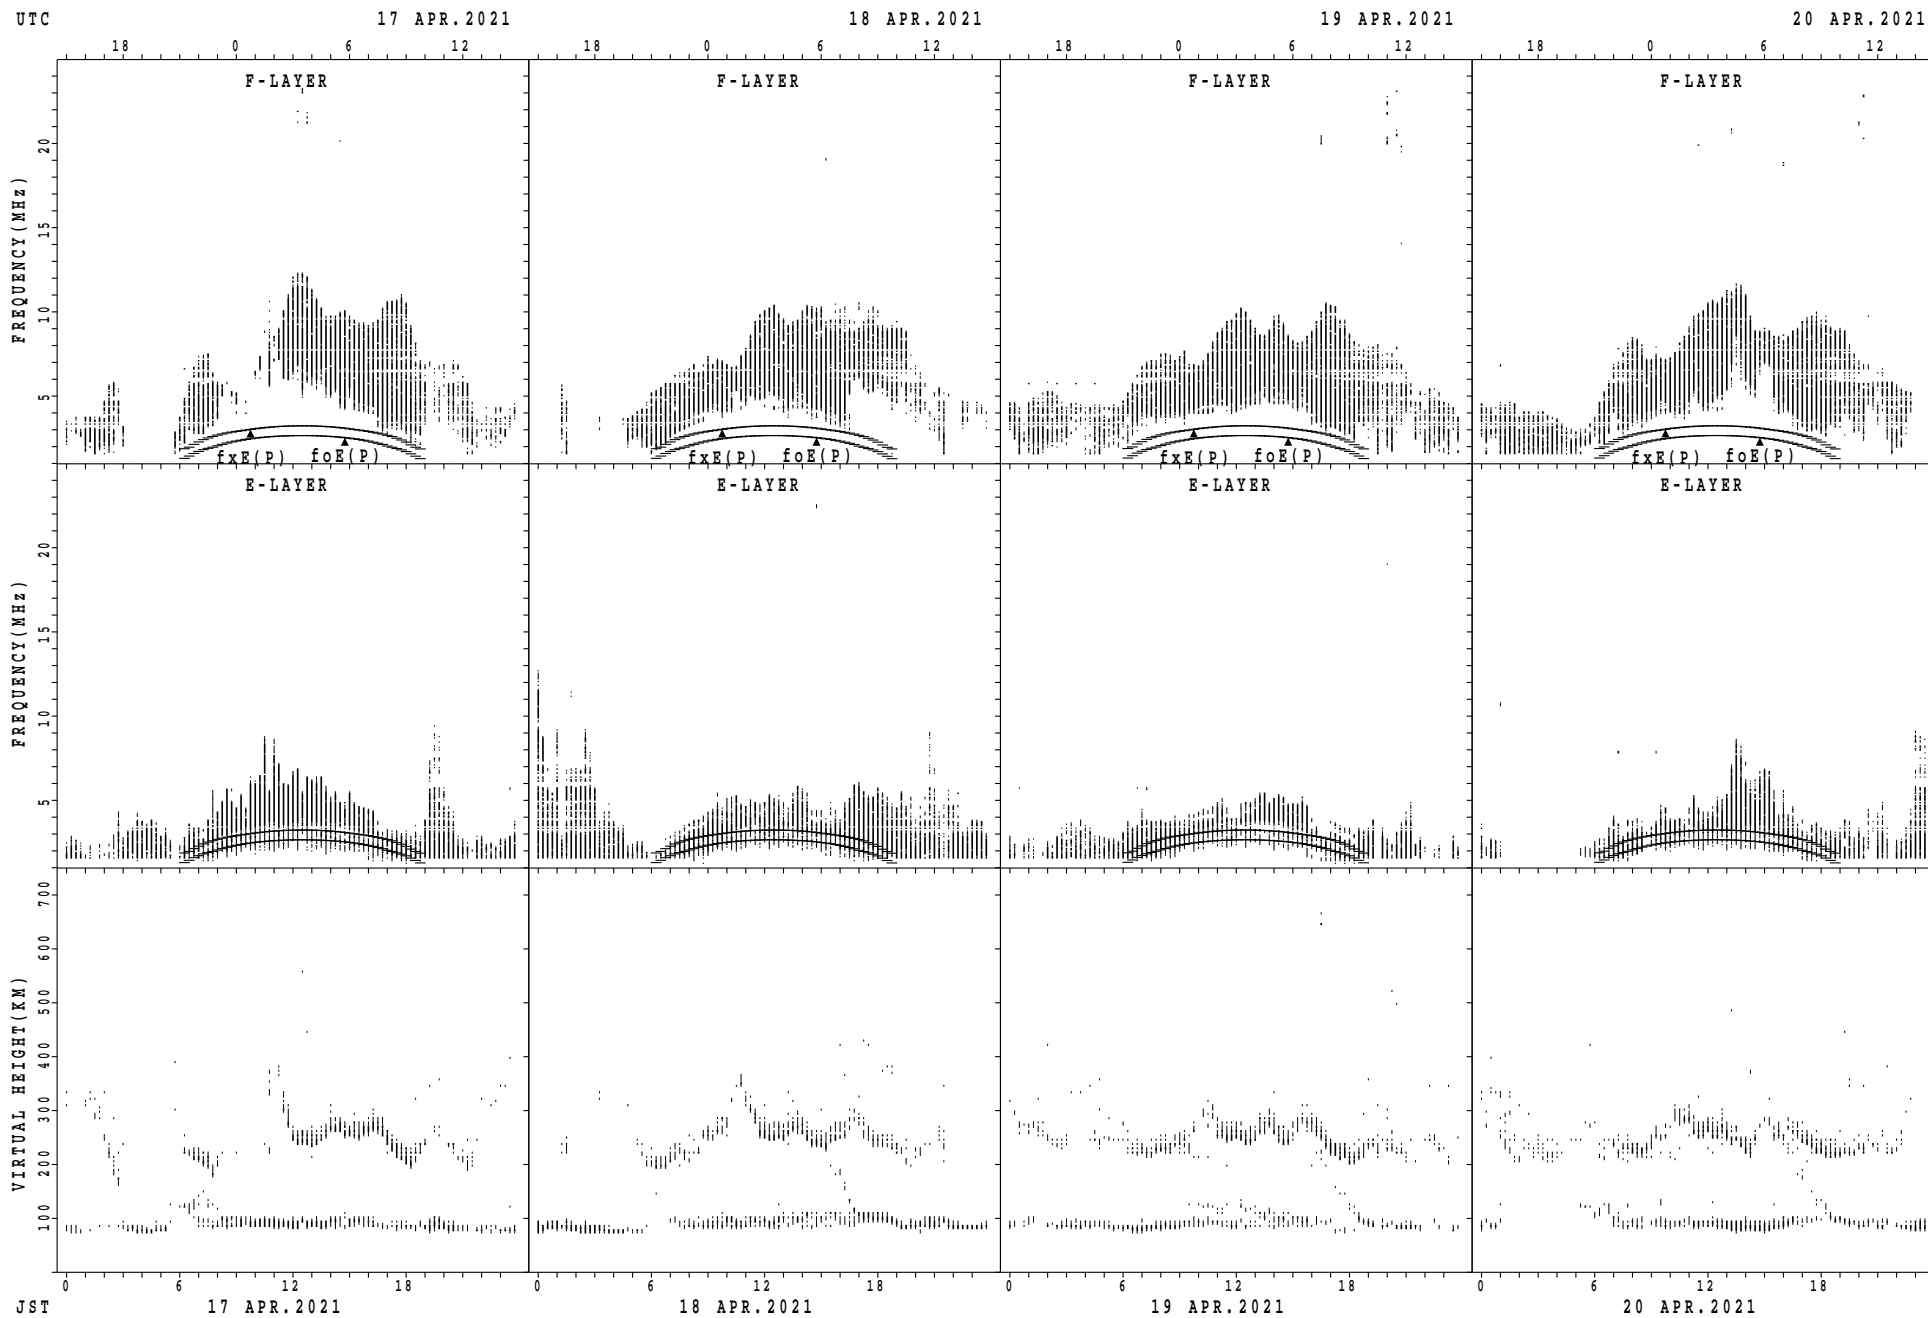 UTC 17 APR.2021 18 APR.2021 19 APR.2021 20 APR.2021
18 0 6 12 18 0 6 12 18 0 6 12 18 0 6 12
F-LAYER F-LAYER F-LAYER F-LAYER
FREQUENCY(MHz)
20
15
10
5
fxE(P) foE(P) fxE(P) foE(P) fxE(P) foE(P) fxE(P) foE(P)
E-LAYER E-LAYER E-LAYER E-LAYER
FREQUENCY(MHz)
20
15
10
5
VIRTUAL HEIGHT(KM)
700
600
500
400
300
200
100
0 6 12 18 0 6 12 18 0 6 12 18 0 6 12 18
JST 17 APR.2021 18 APR.2021 19 APR.2021 20 APR.2021